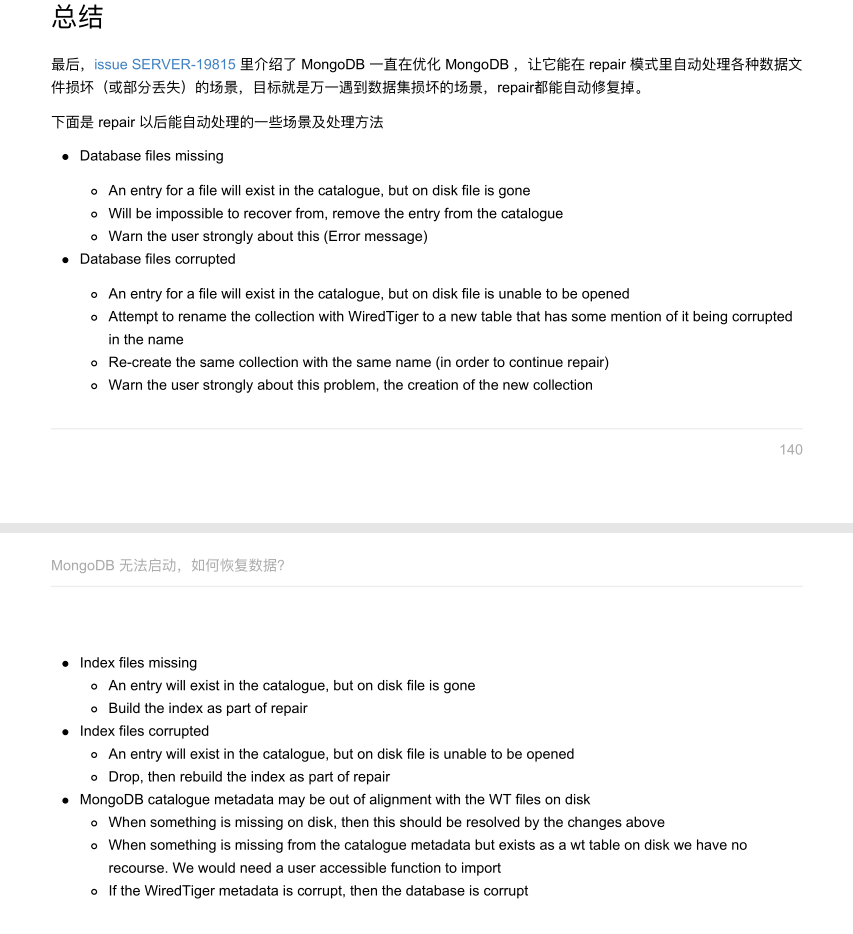 总结
最后，issue SERVER-19815 里介绍了 MongoDB 一直在优化 MongoDB ，让它能在 repair 模式里自动处理各种数据文
件损坏（或部分丢失）的场景，目标就是万一遇到数据集损坏的场景，repair都能自动修复掉。
下面是 repair 以后能自动处理的一些场景及处理方法
Database files missing
An entry for a file will exist in the catalogue, but on disk file is gone
Will be impossible to recover from, remove the entry from the catalogue
Warn the user strongly about this (Error message)
Database files corrupted
An entry for a file will exist in the catalogue, but on disk file is unable to be opened
Attempt to rename the collection with WiredTiger to a new table that has some mention of it being corrupted
in the name
Re-create the same collection with the same name (in order to continue repair)
Warn the user strongly about this problem, the creation of the new collection
140
MongoDB 无法启动，如何恢复数据?
Index files missing
An entry will exist in the catalogue, but on disk file is gone
Build the index as part of repair
Index files corrupted
An entry will exist in the catalogue, but on disk file is unable to be opened
Drop, then rebuild the index as part of repair
MongoDB catalogue metadata may be out of alignment with the WT files on disk
When something is missing on disk, then this should be resolved by the changes above
When something is missing from the catalogue metadata but exists as a wt table on disk we have no
recourse. We would need a user accessible function to import
If the WiredTiger metadata is corrupt, then the database is corrupt